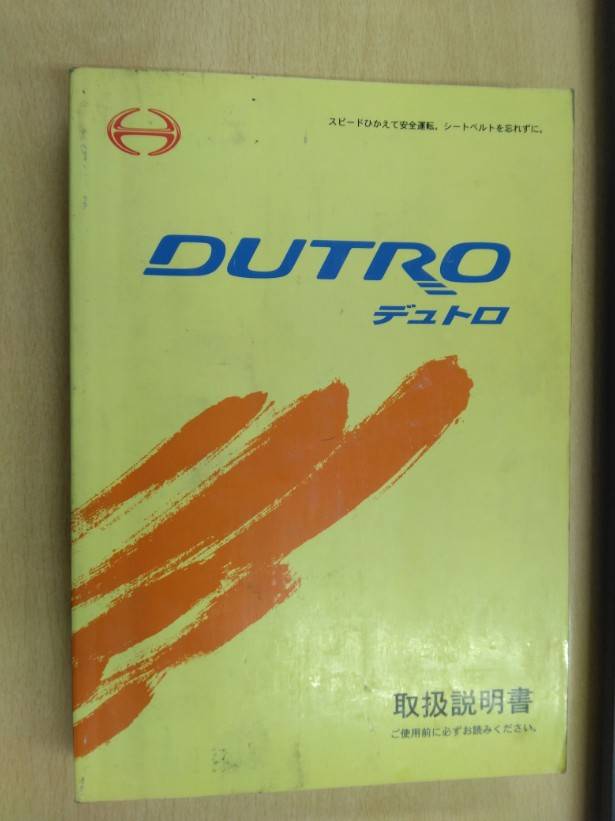 スピードひかえて安全運転。シートベルトを忘れずに。
DUTRO
デュトロ
取扱説明書
ご使用前に必ずお読みください。